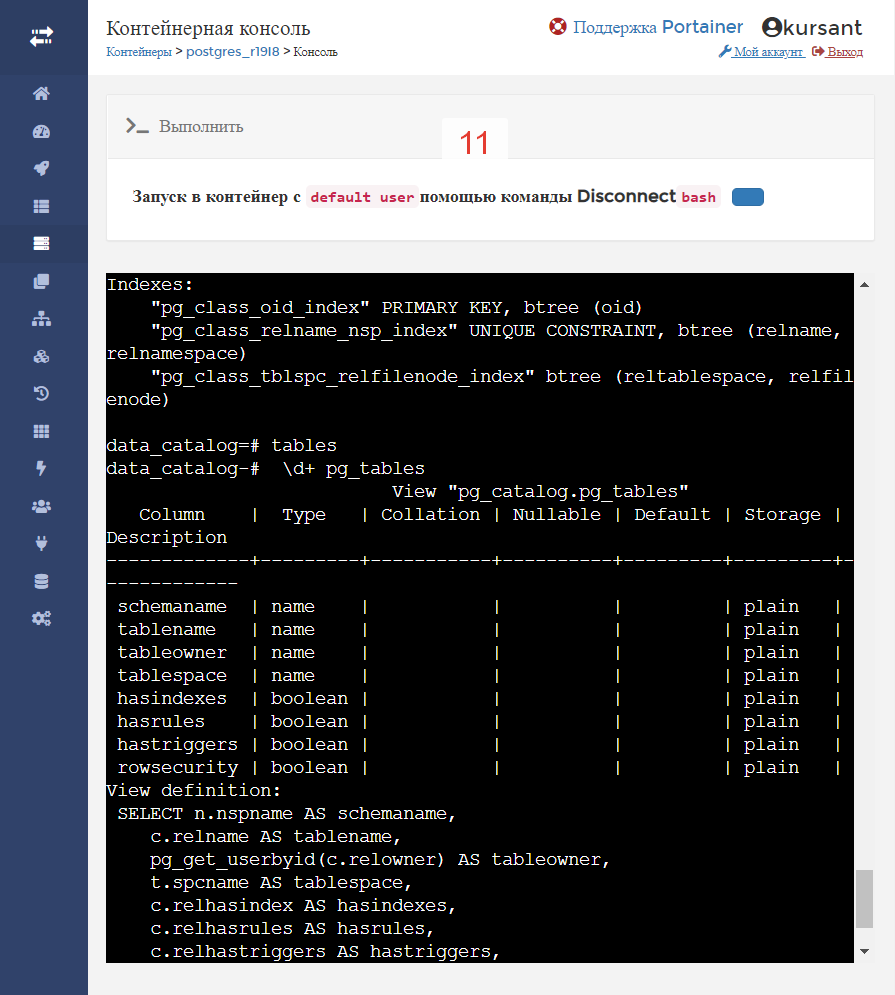 Контейнерная консоль
Поддержка Portainer
kursant
Контейнеры > postgres_r19l8 > Консоль
Мой аккаунт Выход
Выполнить
11
Запуск в контейнер с default user помощью команды Disconnect bash
Indexes:
"pg_class_oid_index" PRIMARY KEY, btree (oid)
"pg_class_relname_nsp_index" UNIQUE CONSTRAINT, btree (relname,
relnamespace)
"pg_class_tblspc_relfilenode_index" btree (reltablespace, relfil
enode)
data_catalog=# tables
data_catalog-#  \d+ pg_tables
View "pg_catalog.pg_tables"
Column | Type | Collation | Nullable | Default | Storage |
Description
-------------+---------+-----------+----------+---------+---------+-
------------
schemaname | name | | | | plain |
tablename | name | | | | plain |
tableowner | name | | | | plain |
tablespace | name | | | | plain |
hasindexes | boolean | | | | plain |
hasrules | boolean | | | | plain |
hastriggers | boolean | | | | plain |
rowsecurity | boolean | | | | plain |
View definition:
SELECT n.nspname AS schemaname,
c.relname AS tablename,
pg_get_userbyid(c.relowner) AS tableowner,
t.spcname AS tablespace,
c.relhasindex AS hasindexes,
c.relhasrules AS hasrules,
c.relhastriggers AS hastriggers,